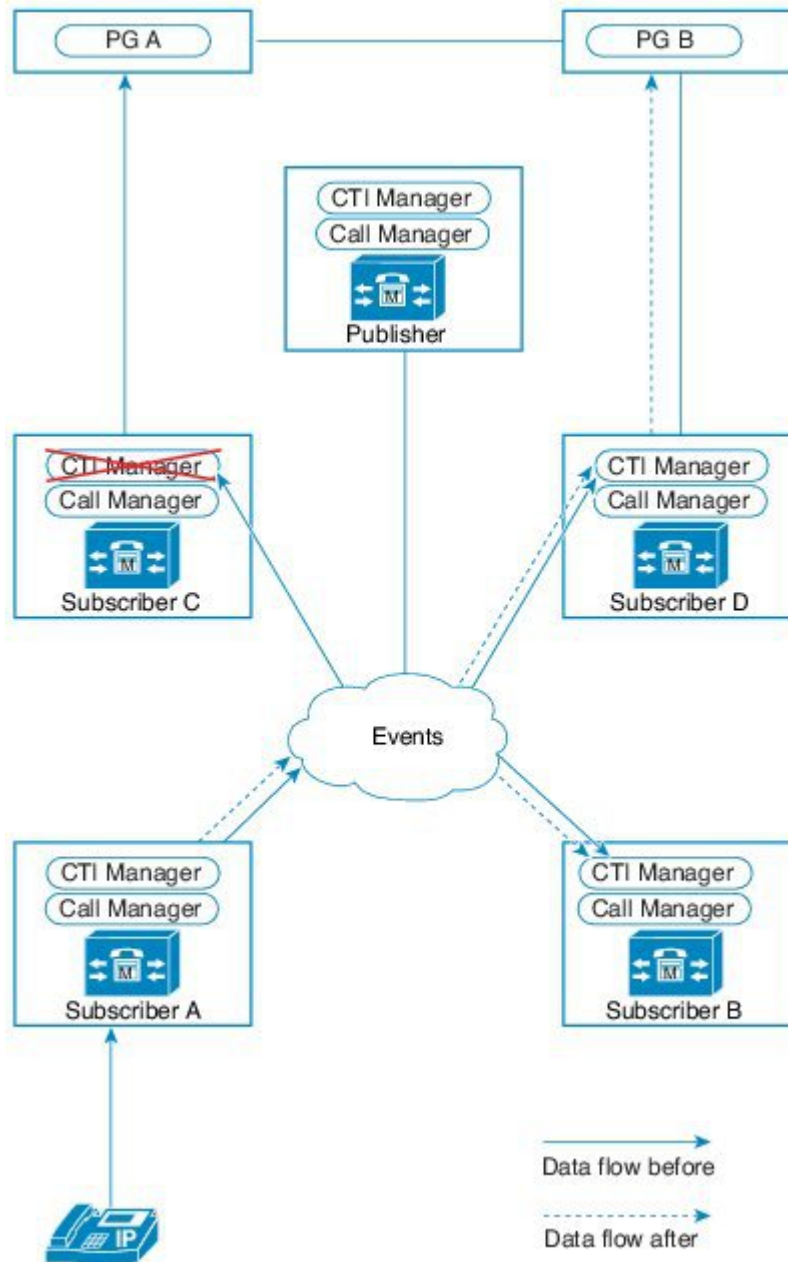 PG A
PG B
CTI Manager
Call Manager
M
Publisher
CTI Manager
Call Manager
M
Subscriber C
CTI Manager
Call Manager
M
Subscriber D
Events
CTI Manager
Call Manager
M
Subscriber A
CTI Manager
Call Manager
M
Subscriber B
IP
Data flow before
Data flow after